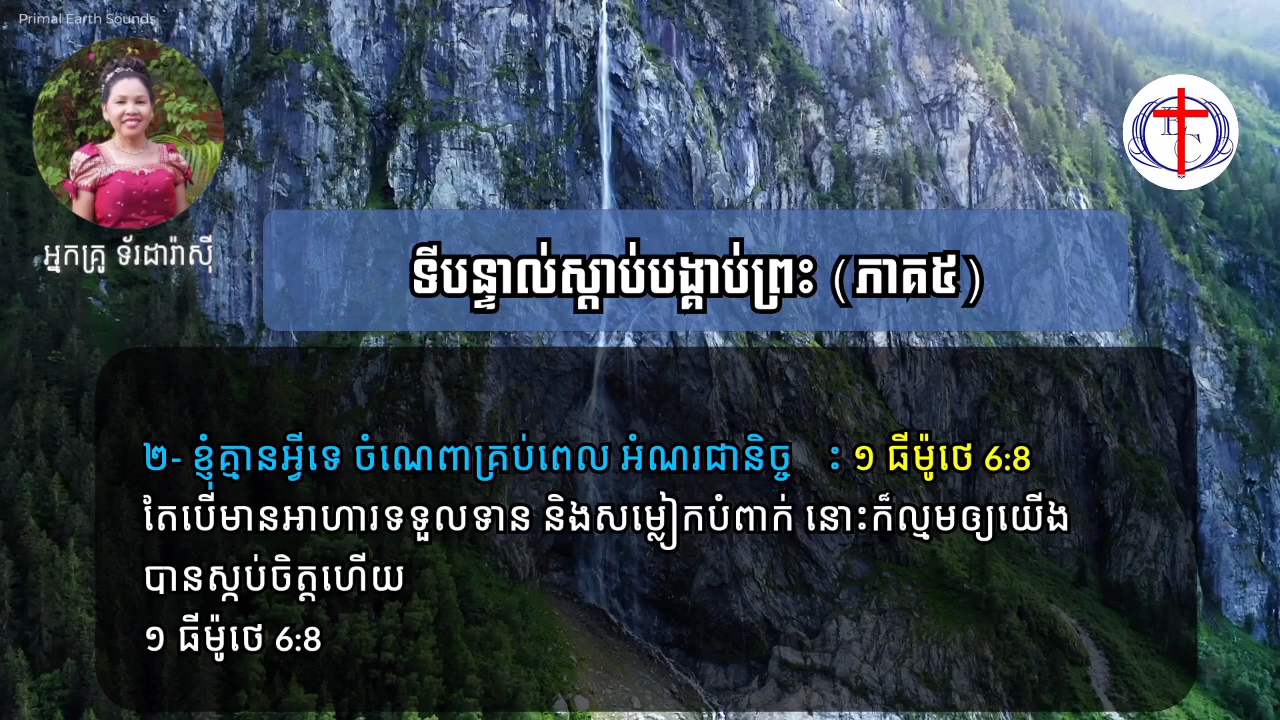 Primal Earth Sounds
អ្នកគ្រូ ទ័រដារ៉ាស៊ី
ទីបន្ទាល់ស្ដាប់បង្គាប់ព្រះ (ភាគ៥)
២- ខ្ញុំគ្មានអ្វីទេ ចំណេញគ្រប់ពេល អំណរជានិច្ច : ១ ធីម៉ូថេ 6:8
តែបើមានអាហារទទួលទាន និងសម្លៀកបំពាក់ នោះក៏ល្មមឲ្យយើង
បានស្កប់ចិត្តហើយ
១ ធីម៉ូថេ 6:8